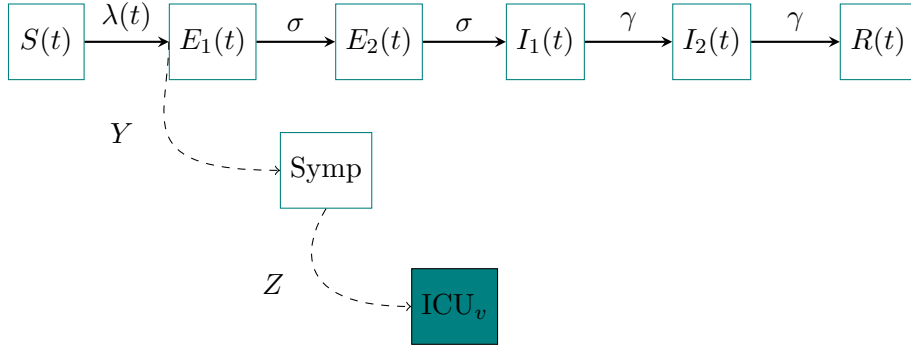 λ(t) σ σ γ γ
S(t) E₁(t) E₂(t) I₁(t) I₂(t) R(t)
Y
Symp
Z
ICUᵥ